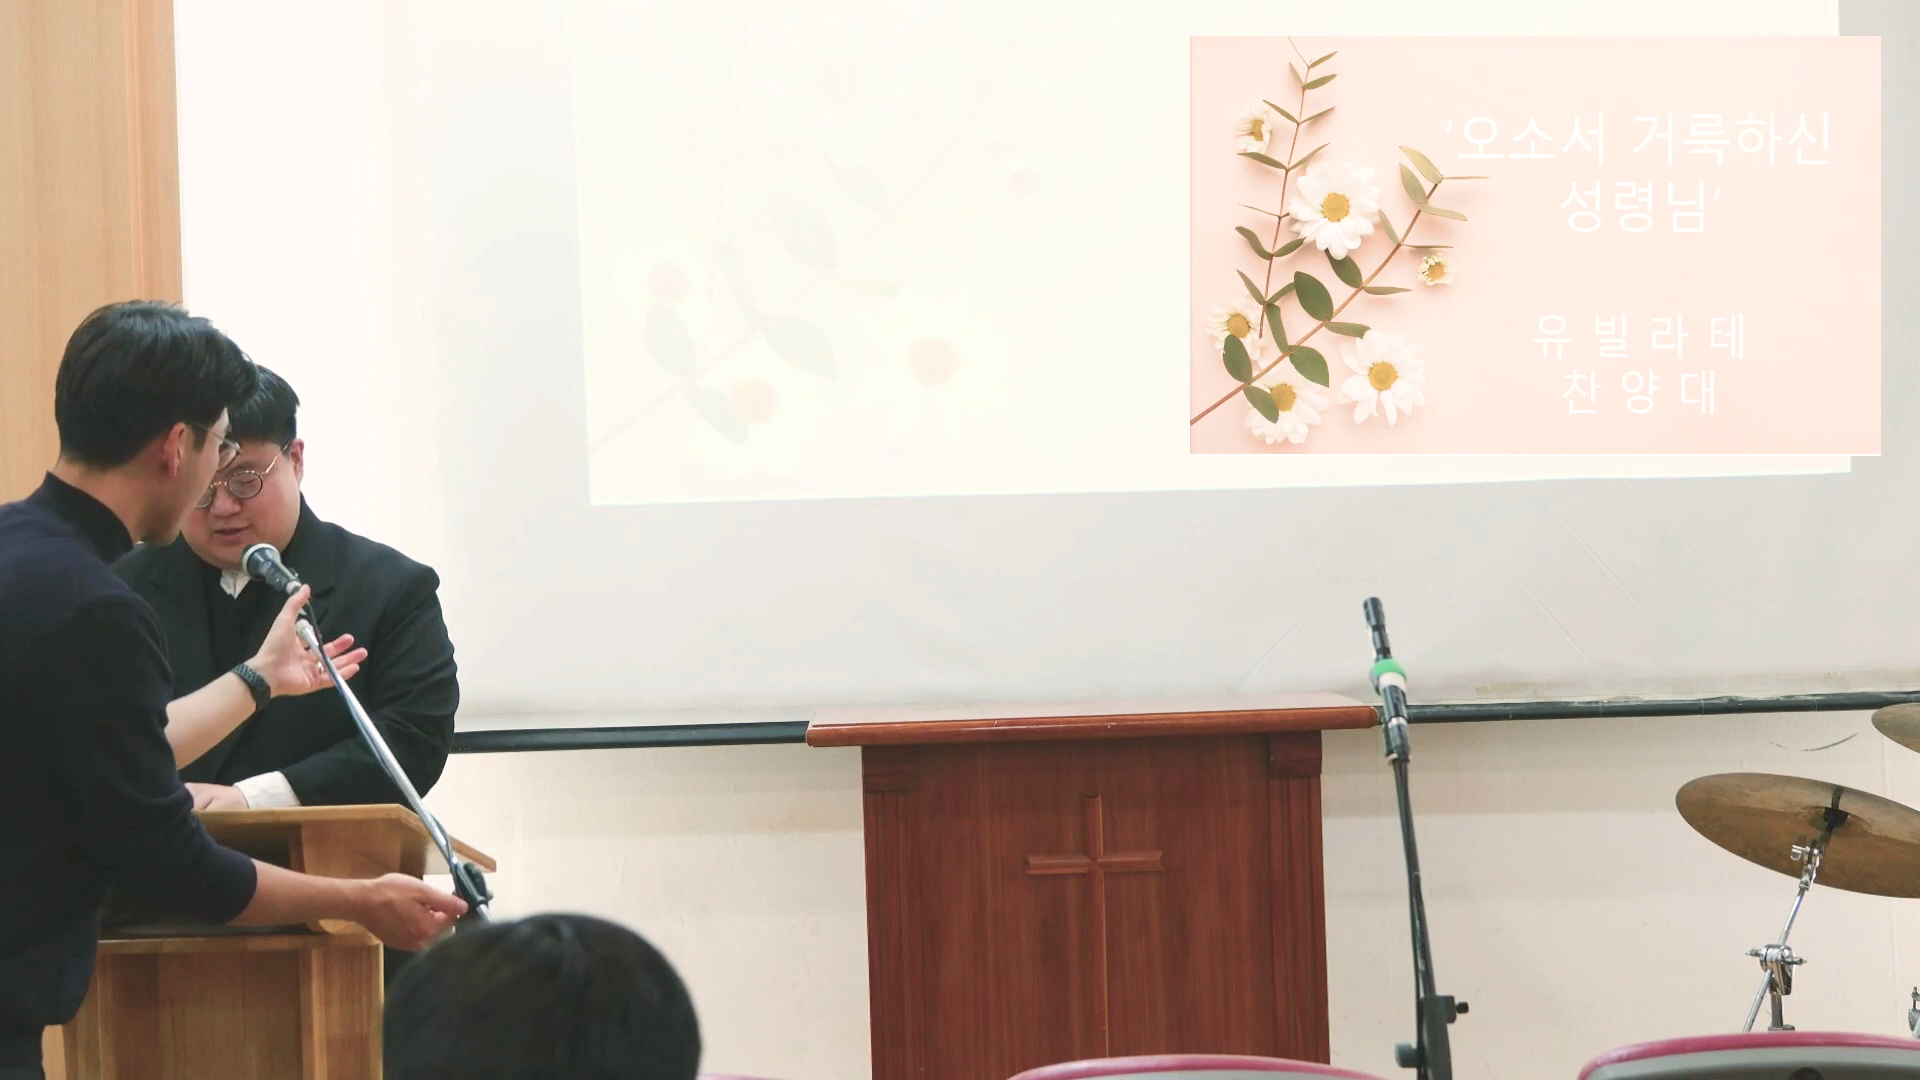 ‘오소서 거룩하신
성령님’
유 빌 라 테
찬 양 대